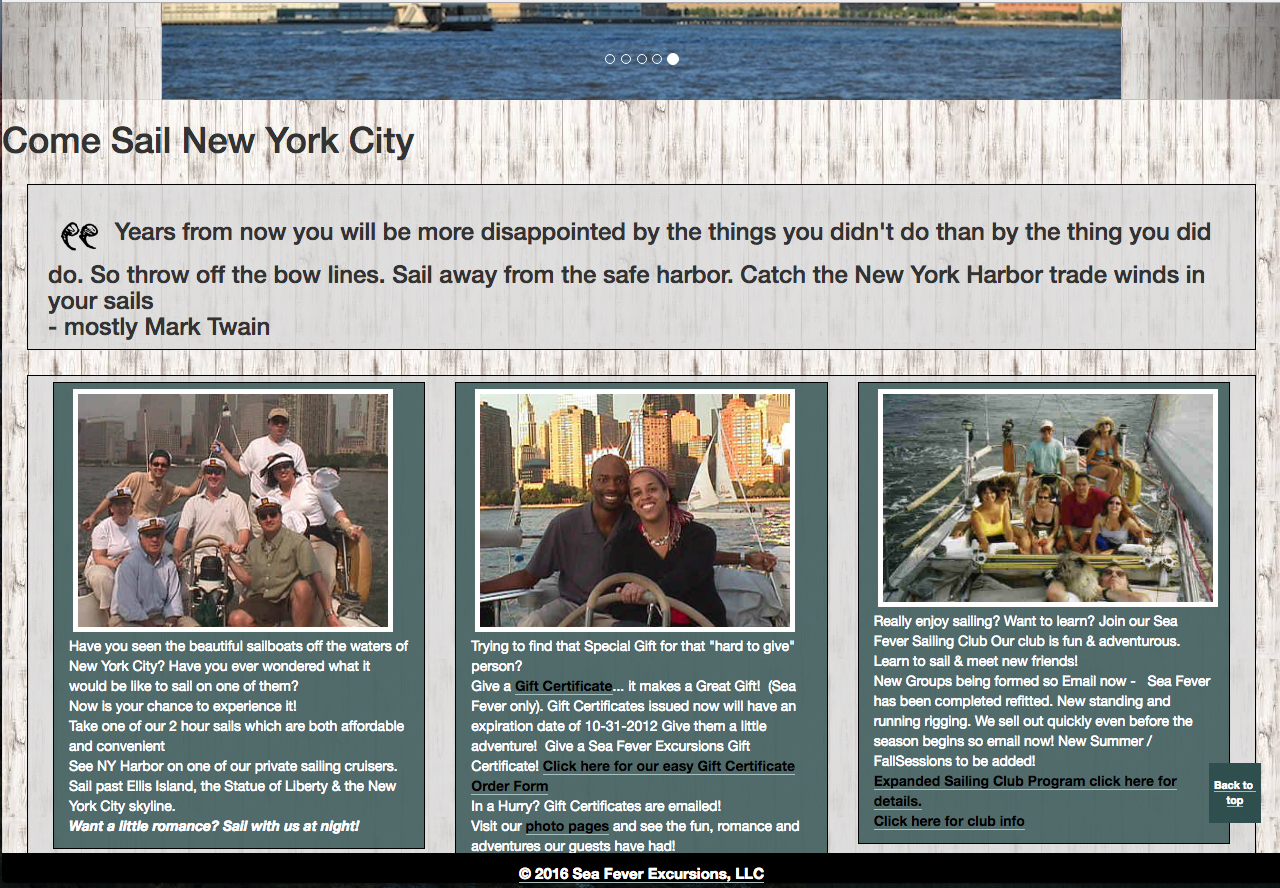 Come Sail New York City
Years from now you will be more disappointed by the things you didn't do than by the thing you did
do. So throw off the bow lines. Sail away from the safe harbor. Catch the New York Harbor trade winds in
your sails
- mostly Mark Twain
Have you seen the beautiful sailboats off the waters of
New York City? Have you ever wondered what it
would be like to sail on one of them?
Now is your chance to experience it!
Take one of our 2 hour sails which are both affordable
and convenient
See NY Harbor on one of our private sailing cruisers.
Sail past Ellis Island, the Statue of Liberty & the New
York City skyline.
Want a little romance? Sail with us at night!
Trying to find that Special Gift for that "hard to give"
person?
Give a Gift Certificate... it makes a Great Gift!  (Sea
Fever only). Gift Certificates issued now will have an
expiration date of 10-31-2012 Give them a little
adventure!  Give a Sea Fever Excursions Gift
Certificate! Click here for our easy Gift Certificate
Order Form
In a Hurry? Gift Certificates are emailed!
Visit our photo pages and see the fun, romance and
adventures our guests have had!
Really enjoy sailing? Want to learn? Join our Sea
Fever Sailing Club Our club is fun & adventurous.
Learn to sail & meet new friends!
New Groups being formed so Email now -   Sea Fever
has been completed refitted. New standing and
running rigging. We sell out quickly even before the
season begins so email now! New Summer /
FallSessions to be added!
Expanded Sailing Club Program click here for
details.
Click here for club info
Back to
top
© 2016 Sea Fever Excursions, LLC